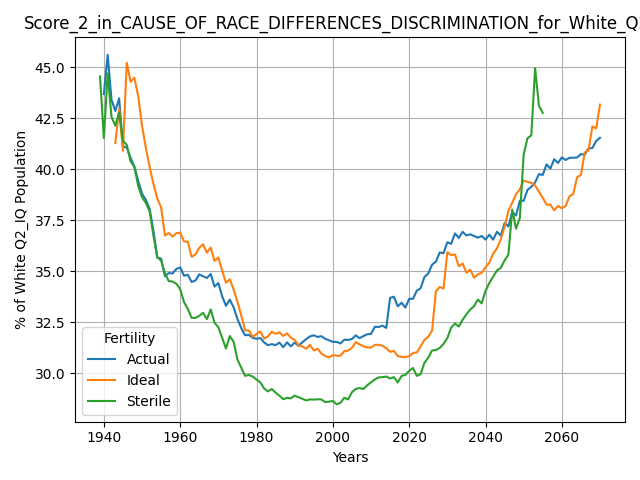 Score_2_in_CAUSE_OF_RACE_DIFFERENCES_DISCRIMINATION_for_White_Q
% of White Q2_IQ Population
45.0
42.5
40.0
37.5
35.0
32.5
30.0
Fertility
Actual
Ideal
Sterile
1940 1960 1980 2000 2020 2040 2060
Years